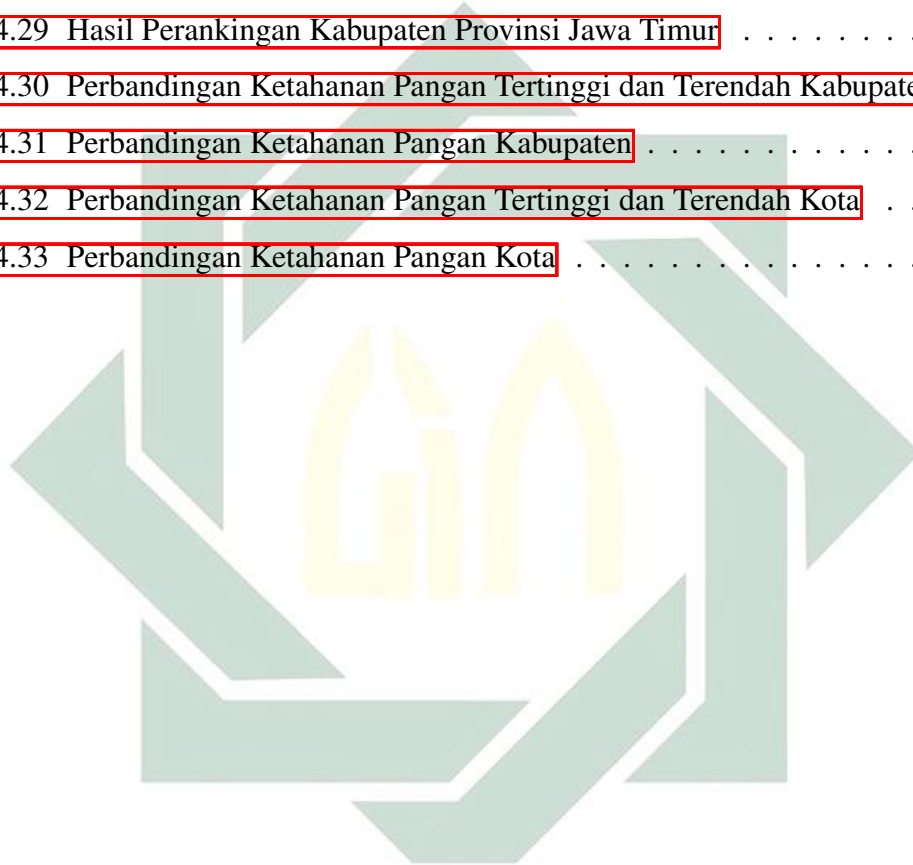 4.29 Hasil Perankingan Kabupaten Provinsi Jawa Timur . . . . . . . .
4.30 Perbandingan Ketahanan Pangan Tertinggi dan Terendah
4.31 Perbandingan Ketahanan Pangan Kabupaten . . . . . . . . . . . .
4.32 Perbandingan Ketahanan Pangan Tertinggi dan Terendah Kota . .
4.33 Perbandingan Ketahanan Pangan Kota . . . . . . . . . . . . . . .